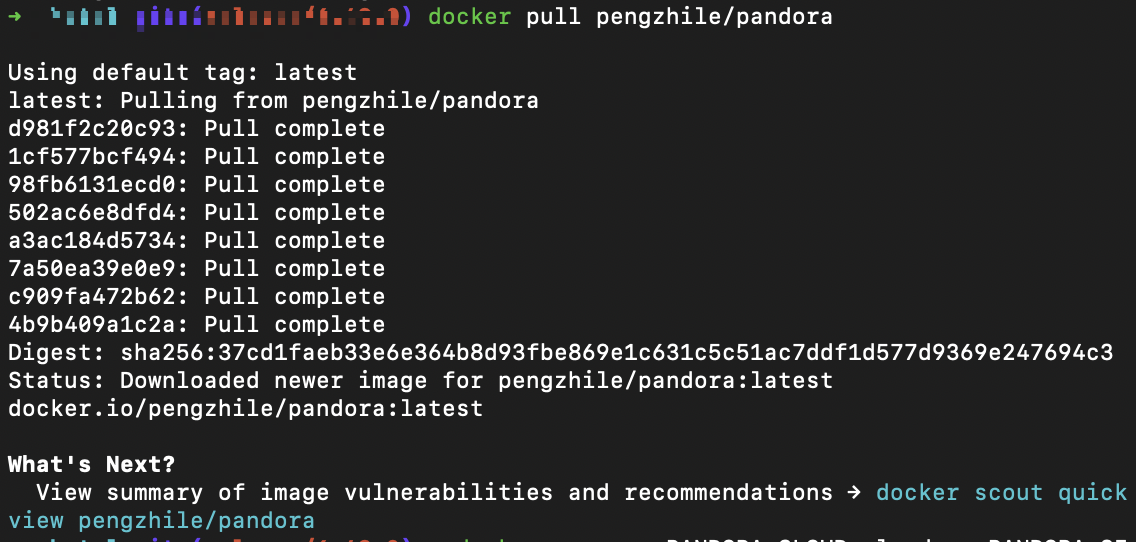 → docker pull pengzhile/pandora
Using default tag: latest
latest: Pulling from pengzhile/pandora
d981f2c20c93: Pull complete
1cf577bcf494: Pull complete
98fb6131ecd0: Pull complete
502ac6e8dfd4: Pull complete
a3ac184d5734: Pull complete
7a50ea39e0e9: Pull complete
c909fa472b62: Pull complete
4b9b409a1c2a: Pull complete
Digest: sha256:37cd1faeb33e6e364b8d93fbe869e1c631c5c51ac7ddf1d577d9369e247694c3
Status: Downloaded newer image for pengzhile/pandora:latest
docker.io/pengzhile/pandora:latest
What's Next?
View summary of image vulnerabilities and recommendations → docker scout quick
view pengzhile/pandora